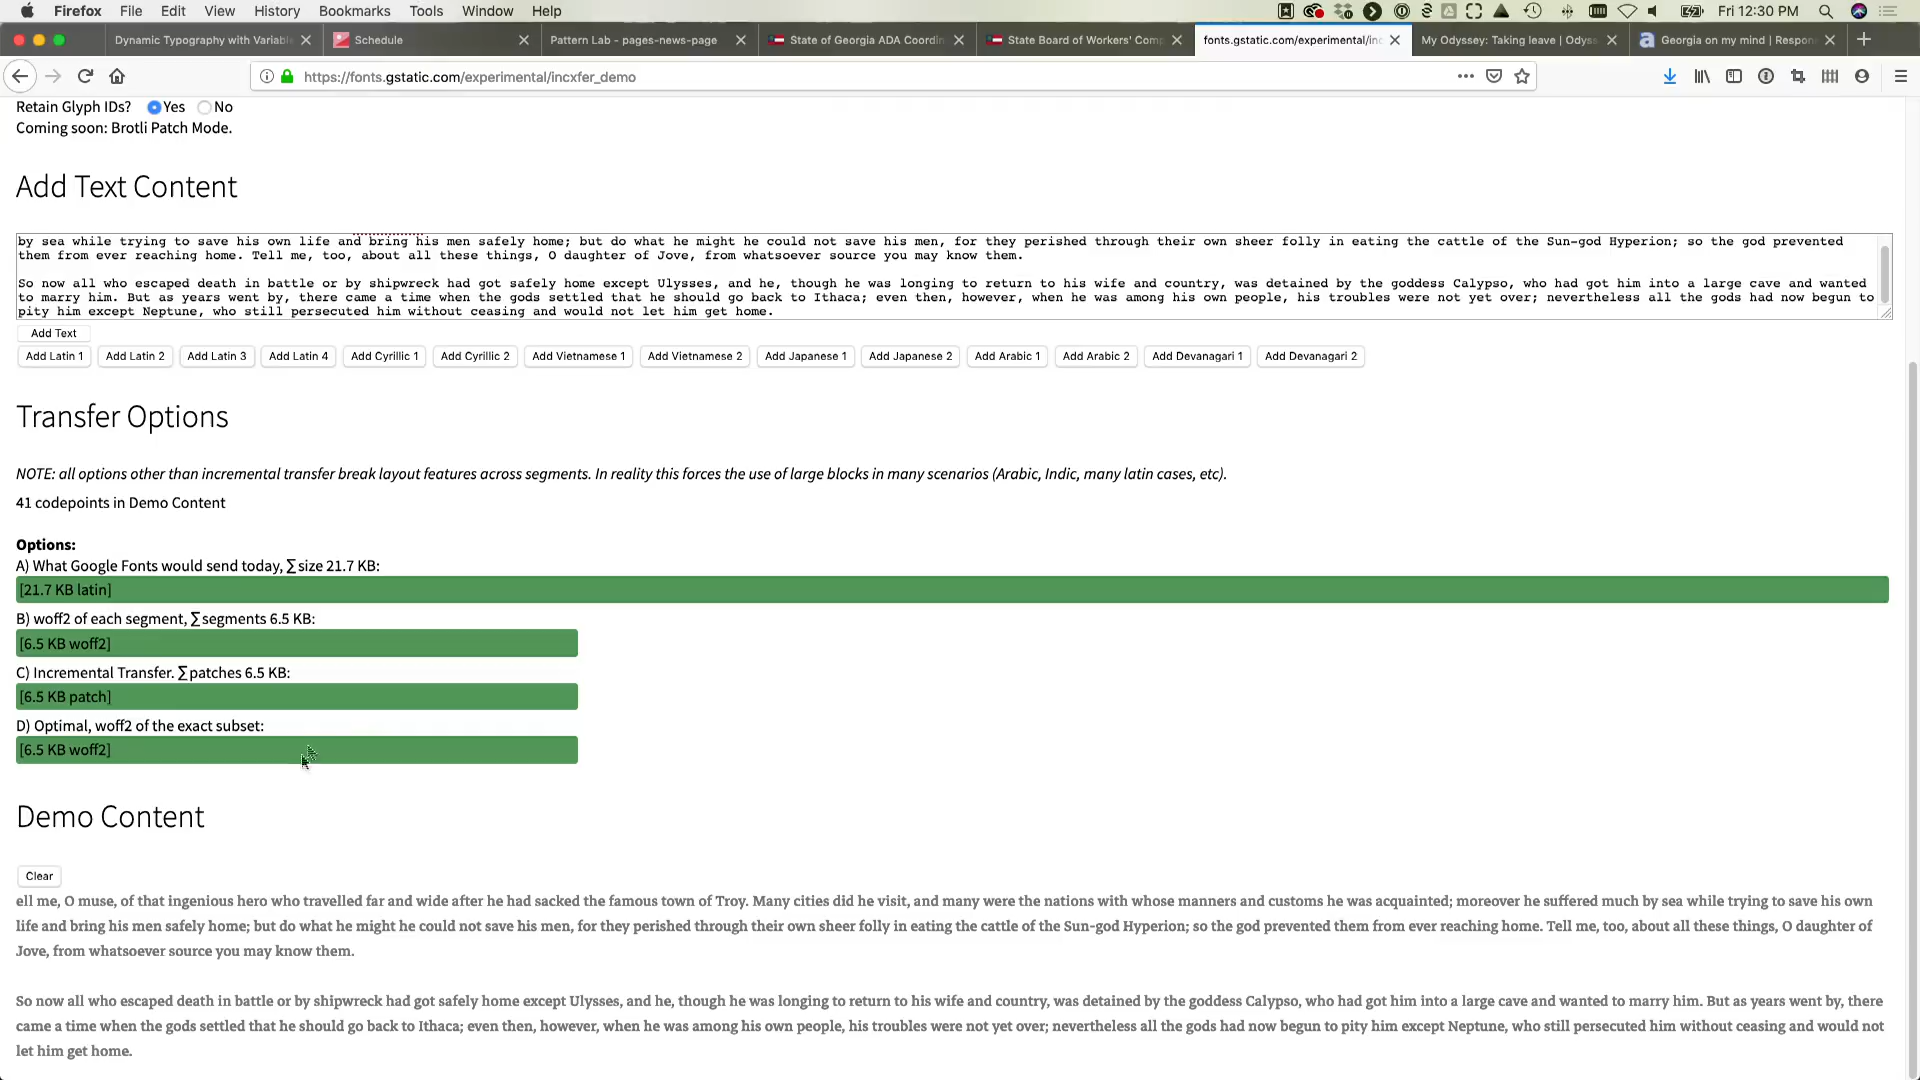 Firefox File Edit View History Bookmarks Tools Window Help Fri 12:30 PM
Dynamic Typography with Variabl Schedule Pattern Lab - pages-news-page State of Georgia ADA Coordin State Board of Workers' Comp fonts.gstatic.com/experimental/inc My Odyssey: Taking leave | Odys Georgia on my mind | Respon
https://fonts.gstatic.com/experimental/incxfer_demo
Retain Glyph IDs? Yes No
Coming soon: Brotli Patch Mode.
Add Text Content
by sea while trying to save his own life and bring his men safely home; but do what he might he could not save his men, for they perished through their own sheer folly in eating the cattle of the Sun-god Hyperion; so the god prevented
them from ever reaching home. Tell me, too, about all these things, O daughter of Jove, from whatsoever source you may know them.
So now all who escaped death in battle or by shipwreck had got safely home except Ulysses, and he, though he was longing to return to his wife and country, was detained by the goddess Calypso, who had got him into a large cave and wanted
to marry him. But as years went by, there came a time when the gods settled that he should go back to Ithaca; even then, however, when he was among his own people, his troubles were not yet over; nevertheless all the gods had now begun to
pity him except Neptune, who still persecuted him without ceasing and would not let him get home.
Add Text
Add Latin 1 Add Latin 2 Add Latin 3 Add Latin 4 Add Cyrillic 1 Add Cyrillic 2 Add Vietnamese 1 Add Vietnamese 2 Add Japanese 1 Add Japanese 2 Add Arabic 1 Add Arabic 2 Add Devanagari 1 Add Devanagari 2
Transfer Options
NOTE: all options other than incremental transfer break layout features across segments. In reality this forces the use of large blocks in many scenarios (Arabic, Indic, many latin cases, etc).
41 codepoints in Demo Content
Options:
A) What Google Fonts would send today, ∑size 21.7 KB:
[21.7 KB latin]
B) woff2 of each segment, ∑segments 6.5 KB:
[6.5 KB woff2]
C) Incremental Transfer. ∑patches 6.5 KB:
[6.5 KB patch]
D) Optimal, woff2 of the exact subset:
[6.5 KB woff2]
Demo Content
Clear
ell me, O muse, of that ingenious hero who travelled far and wide after he had sacked the famous town of Troy. Many cities did he visit, and many were the nations with whose manners and customs he was acquainted; moreover he suffered much by sea while trying to save his own
life and bring his men safely home; but do what he might he could not save his men, for they perished through their own sheer folly in eating the cattle of the Sun-god Hyperion; so the god prevented them from ever reaching home. Tell me, too, about all these things, O daughter of
Jove, from whatsoever source you may know them.
So now all who escaped death in battle or by shipwreck had got safely home except Ulysses, and he, though he was longing to return to his wife and country, was detained by the goddess Calypso, who had got him into a large cave and wanted to marry him. But as years went by, there
came a time when the gods settled that he should go back to Ithaca; even then, however, when he was among his own people, his troubles were not yet over; nevertheless all the gods had now begun to pity him except Neptune, who still persecuted him without ceasing and would not
let him get home.